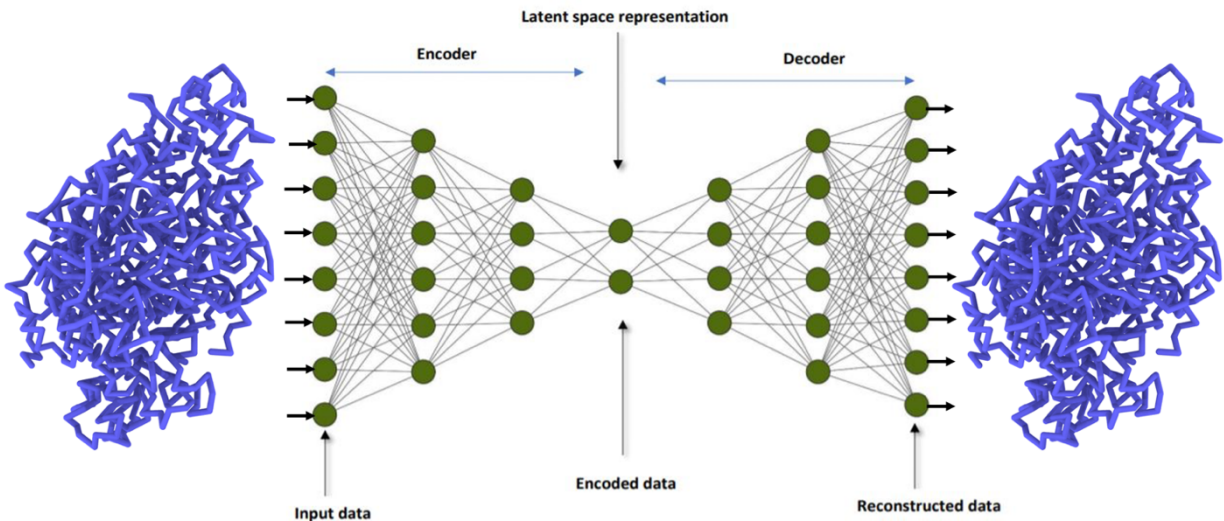 Latent space representation
Encoder
Decoder
Encoded data
Input data
Reconstructed data